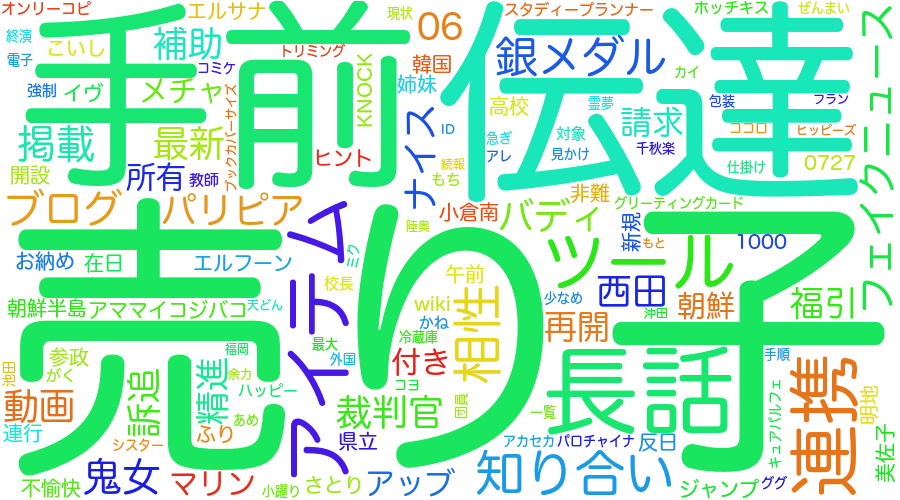 オンリーコピ
エルサナ
現状
06
スタディープランナー
ホッチキス
ぜんまい
終演
こいし
補助
トリミング
銀メダル
カイ
電子
コミケ
韓国
手前
伝達
強制
イヴ
メチャ
KNOCK
姉妹
高校
霊夢
包装
フラン
ブックカバーサイズ
ナイス
ID
急ぎ
対象
請求
ココロ
ヒッピーズ
フェイクニュース
掲載
最新
ヒント
アレ
見かけ
千秋楽
開設
所有
教師
続報
もち
仕掛け
0727
非難
ブログ
パリピア
小倉南
バディ
グリーティングカード
陸奥
新規
もと
1000
売り子
アイテム
ツール
お納め
在日
エルフーン
ミク
校長
午前
西田
沖田
朝鮮
福引
朝鮮半島
アママイコジバコ
天どん
wiki
少なめ
かね
相性
再開
冷蔵庫
最大
外国
福岡
参政
がく
池田
余力
付き
長話
手順
動画
訴追
精進
ハッピー
コヨ
団員
一覧
連携
明地
キュアパルフェ
連行
ふり
あめ
裁判官
県立
シスター
アカセカ
パロチャイナ
反日
美佐子
不愉快
鬼女
マリン
小躍り
さとり
アップ
知り合い
ジャンプ
ググ